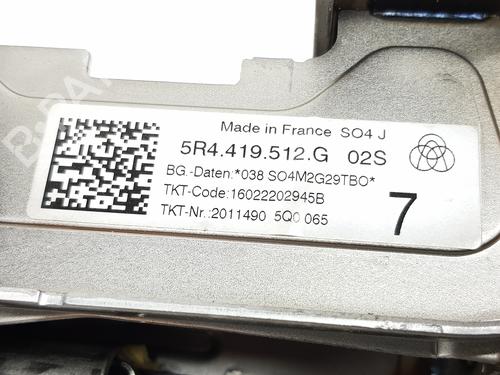 Made in France SO4 J
5R4.419.512.G 02S
BG.-Daten:*038 SO4M2G29TBO*
TKT-Code:16022202945B
TKT-Nr.:2011490 5Q0 065
7